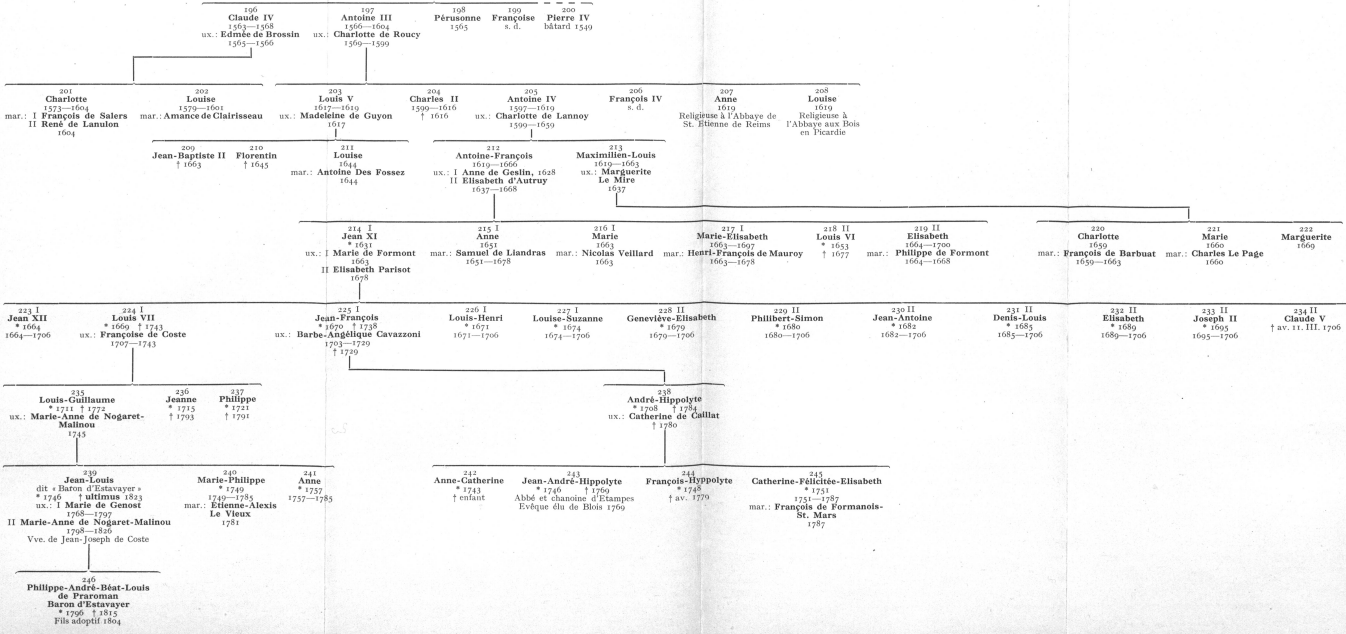 196
Claude IV
1563—1568
ux.: Edmée de Brossin
1565—1566
197
Antoine III
1566—1604
ux.: Charlotte de Roucy
1569—1599
198
Pérusonne
1565
199
Françoise
s. d.
200
Pierre IV
bâtard 1549
201
Charlotte
1573—1604
mar.: I François de Salers
II René de Lanulon
1604
202
Louise
1579—1601
mar.: Amance de Clairisseau
203
Louis V
1617—1619
ux.: Madeleine de Guyon
1617
204
Charles II
1599—1616
† 1616
205
Antoine IV
1597—1619
ux.: Charlotte de Lannoy
1599—1659
206
François IV
s. d.
207
Anne
1619
Religieuse à l'Abbaye de
St. Etienne de Reims
208
Louise
1619
Religieuse à
l'Abbaye aux Bois
en Picardie
209
Jean-Baptiste II
† 1663
210
Florentin
† 1645
211
Louise
1644
mar.: Antoine Des Fossez
1644
212
Antoine-François
1619—1666
ux.: I Anne de Geslin, 1628
II Elisabeth d'Autruy
1637—1668
213
Maximilien-Louis
1619—1663
ux.: Marguerite
Le Mire
1637
214 I
Jean XI
* 1631
ux.: I Marie de Formont
1663
II Elisabeth Parisot
1678
215 I
Anne
1651
mar.: Samuel de Liandras
1651—1678
216 I
Marie
1663
mar.: Nicolas Veillard
1663
217 I
Marie-Elisabeth
1663—1697
mar.: Henri-François de Mauroy
1663—1678
218 II
Louis VI
* 1653
† 1677
219 II
Elisabeth
1664—1700
mar.: Philippe de Formont
1664—1668
220
Charlotte
1659
mar.: François de Barbuat
1659—1663
221
Marie
1660
mar.: Charles Le Page
1660
222
Marguerite
1669
223 I
Jean XII
* 1664
1664—1706
224 I
Louis VII
* 1669 † 1743
ux.: Françoise de Coste
1707—1743
225 I
Jean-François
* 1670 † 1738
ux.: Barbe-Angélique Cavazzoni
1703—1729
† 1729
226 I
Louis-Henri
* 1671
1671—1706
227 I
Louise-Suzanne
* 1674
1674—1706
228 II
Geneviève-Elisabeth
* 1679
1679—1706
229 II
Philibert-Simon
* 1680
1680—1706
230 II
Jean-Antoine
* 1682
1682—1706
231 II
Denis-Louis
* 1685
1685—1706
232 II
Elisabeth
* 1689
1689—1706
233 II
Joseph II
* 1695
1695—1706
234 II
Claude V
† av. 11. III. 1706
235
Louis-Guillaume
* 1711 † 1772
ux.: Marie-Anne de Nogaret-
Malinou
1745
236
Jeanne
* 1715
† 1793
237
Philippe
* 1721
† 1791
238
André-Hippolyte
* 1708 † 1784
ux.: Catherine de Caillat
† 1780
239
Jean-Louis
dit « Baron d'Estavayer »
* 1746 † ultimus 1823
ux.: I Marie de Genost
1768—1797
II Marie-Anne de Nogaret-Malinou
1798—1826
Vve. de Jean-Joseph de Coste
240
Marie-Philippe
* 1749
1749—1785
mar.: Étienne-Alexis
Le Vieux
1781
241
Anne
* 1757
1757—1785
242
Anne-Catherine
* 1743
† enfant
243
Jean-André-Hippolyte
* 1746 † 1769
Abbé et chanoine d'Etampes
Evêque élu de Blois 1769
244
François-Hyppolyte
* 1748
† av. 1779
245
Catherine-Félicitée-Elisabeth
* 1751
1751—1787
mar.: François de Formanois-
St. Mars
1787
246
Philippe-André-Béat-Louis
de Praroman
Baron d'Estavayer
* 1796 † 1815
Fils adoptif 1804